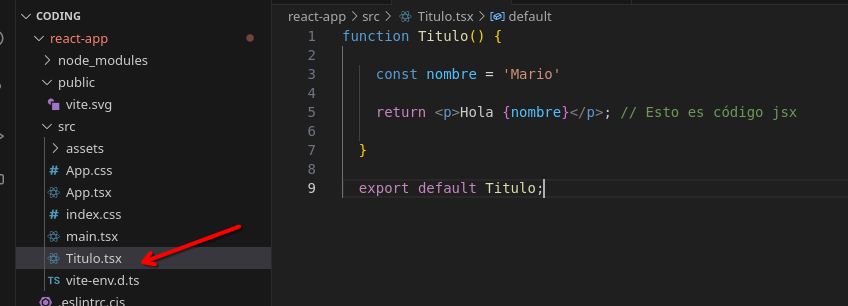 CODING
react-app
node_modules
public
vite.svg
src
assets
# App.css
App.tsx
# index.css
main.tsx
Titulo.tsx
TS vite-env.d.ts
.eslintrc.cjs
react-app > src > Titulo.tsx > default
1 function Titulo() {
2
3 const nombre = 'Mario'
4
5 return <p>Hola {nombre}</p>; // Esto es código jsx
6
7 }
8
9 export default Titulo;